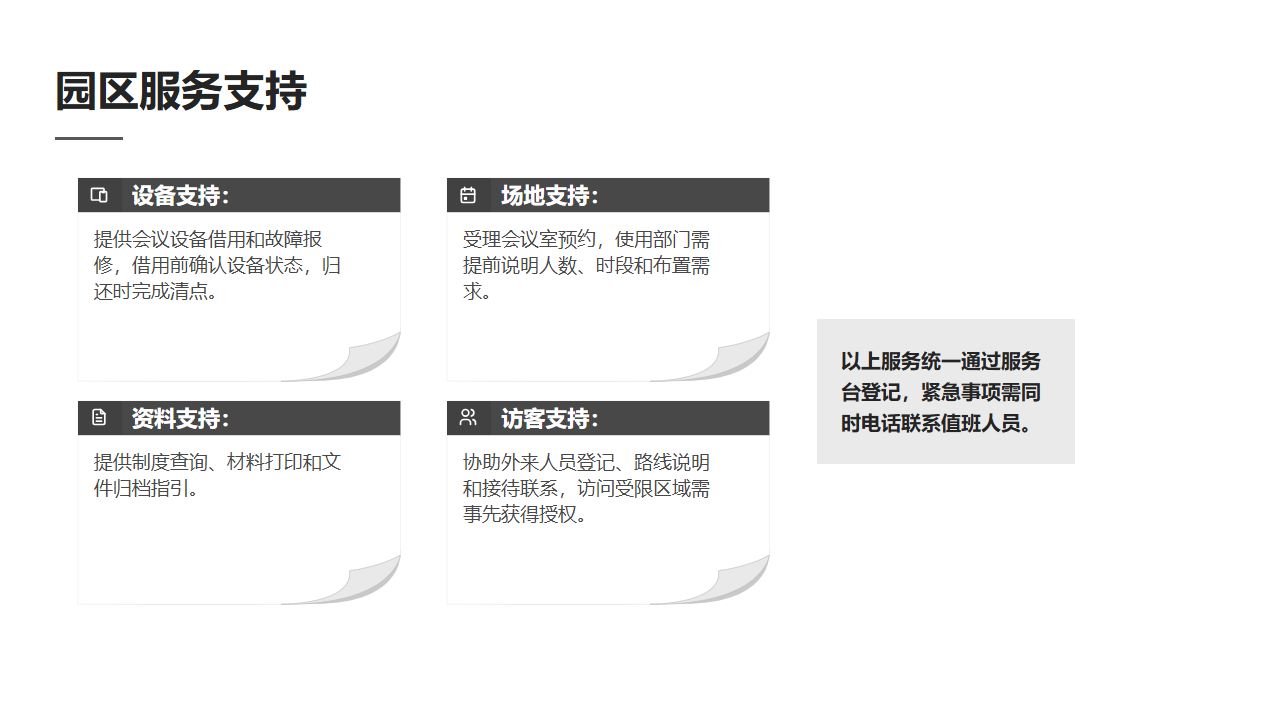 园区服务支持
设备支持：
提供会议设备借用和故障报
修，借用前确认设备状态，归
还时完成清点。
场地支持：
受理会议室预约，使用部门需
提前说明人数、时段和布置需
求。
资料支持：
提供制度查询、材料打印和文
件归档指引。
访客支持：
协助外来人员登记、路线说明
和接待联系，访问受限区域需
事先获得授权。
以上服务统一通过服务
台登记，紧急事项需同
时电话联系值班人员。